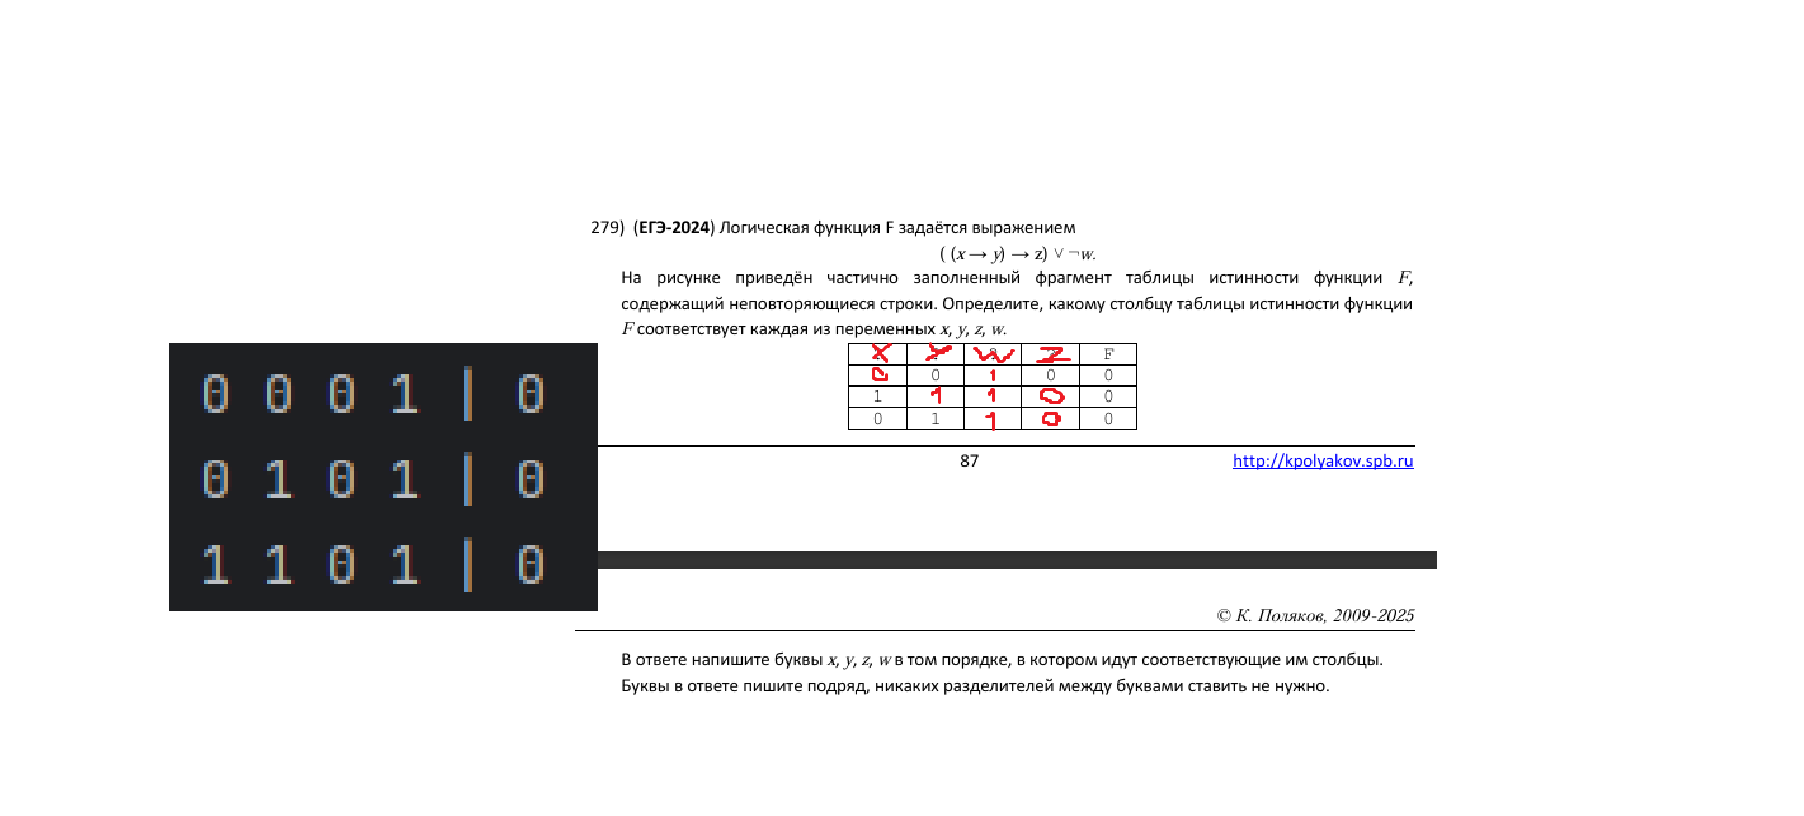 279) (ЕГЭ-2024) Логическая функция F задаётся выражением
( (x → y) → z) ∨ ¬w.
На рисунке приведён частично заполненный фрагмент таблицы истинности функции F,
содержащий неповторяющиеся строки. Определите, какому столбцу таблицы истинности функции
F соответствует каждая из переменных x, y, z, w.
X Y W Z F
0 0 1 0 0
1 1 1 0 0
0 1 1 0 0
0 0 0 1 | 0
0 1 0 1 | 0
1 1 0 1 | 0
87 http://kpolyakov.spb.ru
© К. Поляков, 2009-2025
В ответе напишите буквы x, y, z, w в том порядке, в котором идут соответствующие им столбцы.
Буквы в ответе пишите подряд, никаких разделителей между буквами ставить не нужно.